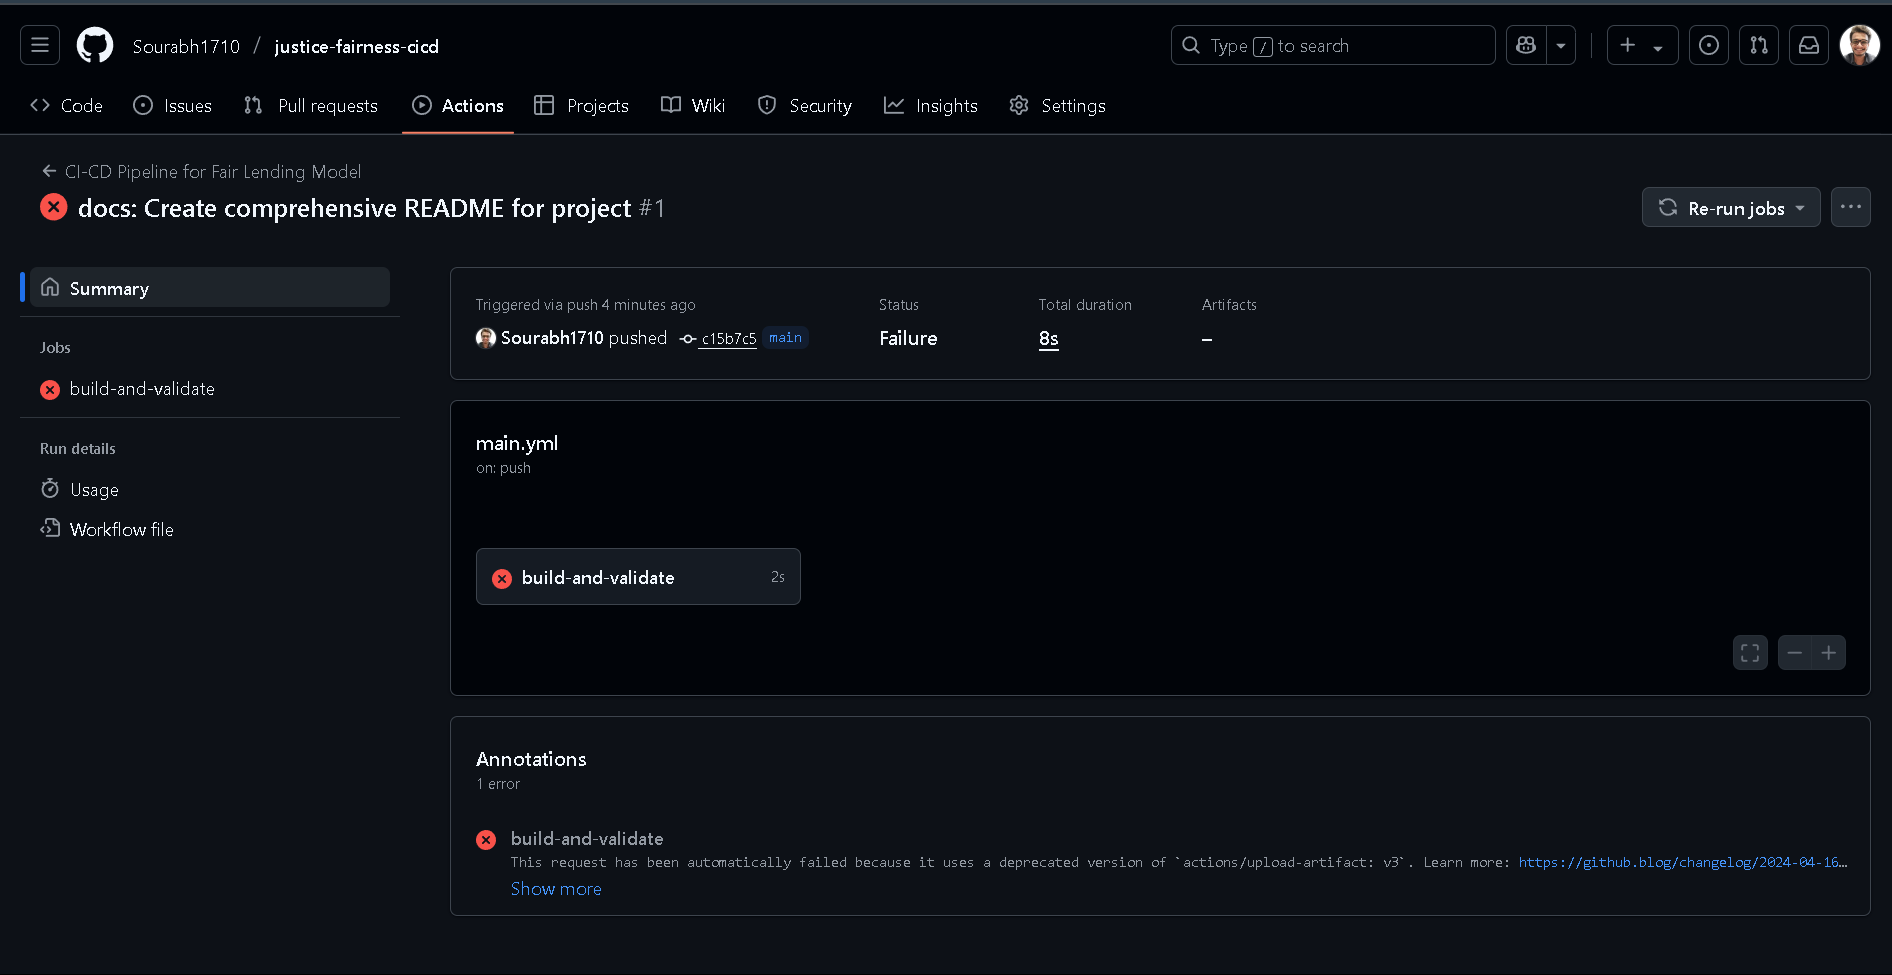 Sourabh1710 / justice-fairness-cicd
Type / to search
Code
Issues
Pull requests
Actions
Projects
Wiki
Security
Insights
Settings
CI-CD Pipeline for Fair Lending Model
docs: Create comprehensive README for project #1
Re-run jobs
Summary
Jobs
build-and-validate
Run details
Usage
Workflow file
Triggered via push 4 minutes ago
Sourabh1710 pushed c15b7c5 main
Status
Failure
Total duration
8s
Artifacts
–
main.yml
on: push
build-and-validate 2s
Annotations
1 error
build-and-validate
This request has been automatically failed because it uses a deprecated version of `actions/upload-artifact: v3`. Learn more: https://github.blog/changelog/2024-04-16…
Show more